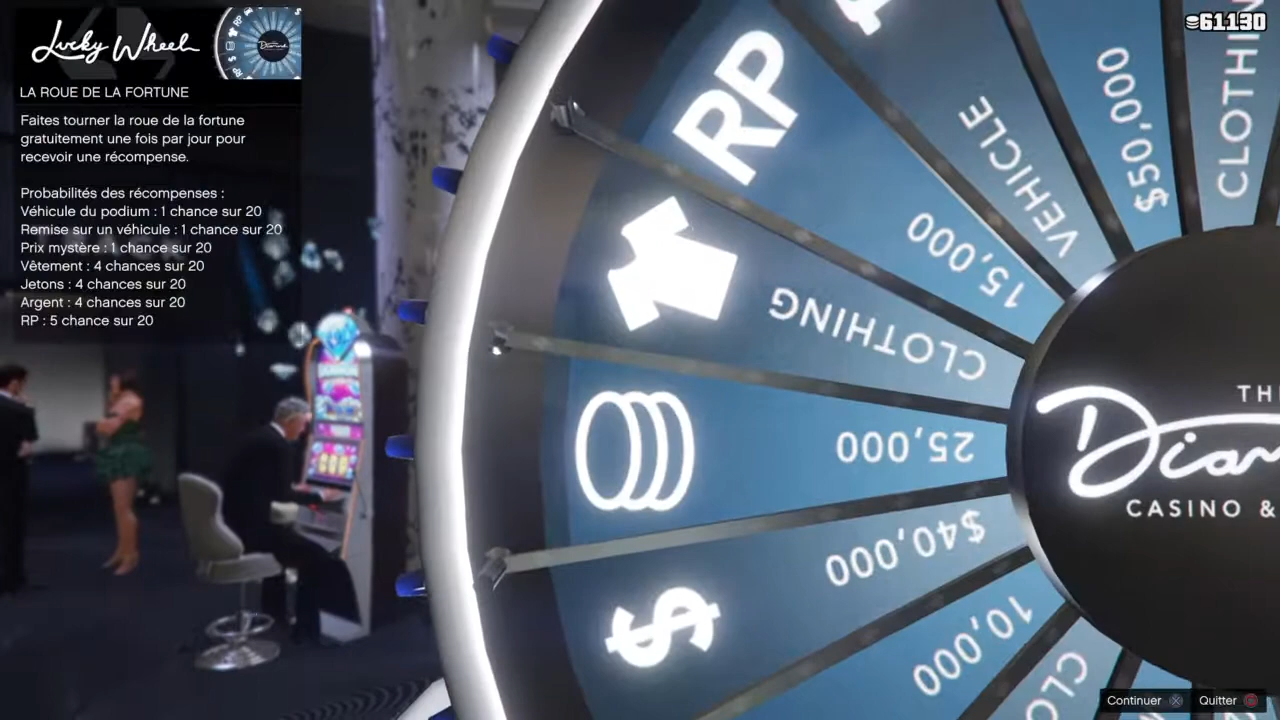 Lucky Wheel
LA ROUE DE LA FORTUNE
Faites tourner la roue de la fortune
gratuitement une fois par jour pour
recevoir une récompense.
Probabilités des récompenses :
Véhicule du podium : 1 chance sur 20
Remise sur un véhicule : 1 chance sur 20
Prix mystère : 1 chance sur 20
Vêtement : 4 chances sur 20
Jetons : 4 chances sur 20
Argent : 4 chances sur 20
RP : 5 chance sur 20
61130
RP
VEHICLE
$50,000
CLOTHIN
15,000
CLOTHING
25,000
$40,000
$
10,000
CLO
TH
Diam
CASINO &
Continuer
Quitter